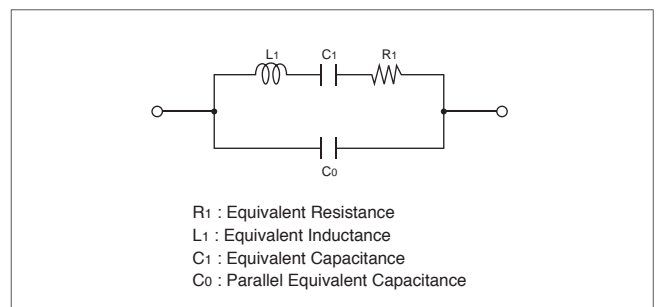 L1 C1 R1
C0
R1 : Equivalent Resistance
L1 : Equivalent Inductance
C1 : Equivalent Capacitance
C0 : Parallel Equivalent Capacitance